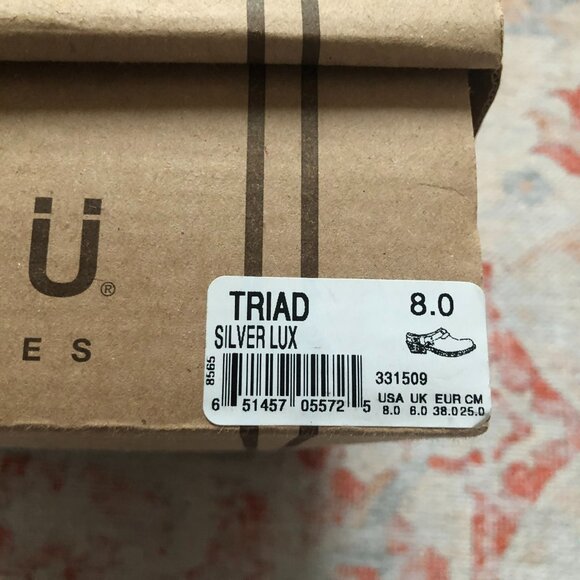 Ü®
ES
TRIAD 8.0
SILVER LUX
8565
6 51457 05572 5
331509
USA UK EUR CM
8.0 6.0 38.0 25.0